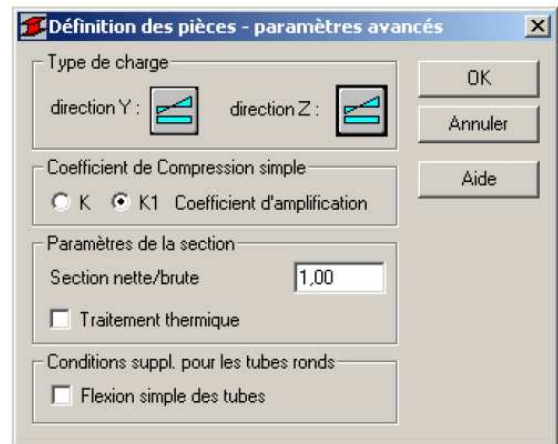 Définition des pièces - paramètres avancés
Type de charge
direction Y :
direction Z :
OK
Annuler
Aide
Coefficient de Compression simple
K K1 Coefficient d'amplification
Paramètres de la section
Section nette/brute 1,00
Traitement thermique
Conditions suppl. pour les tubes ronds
Flexion simple des tubes